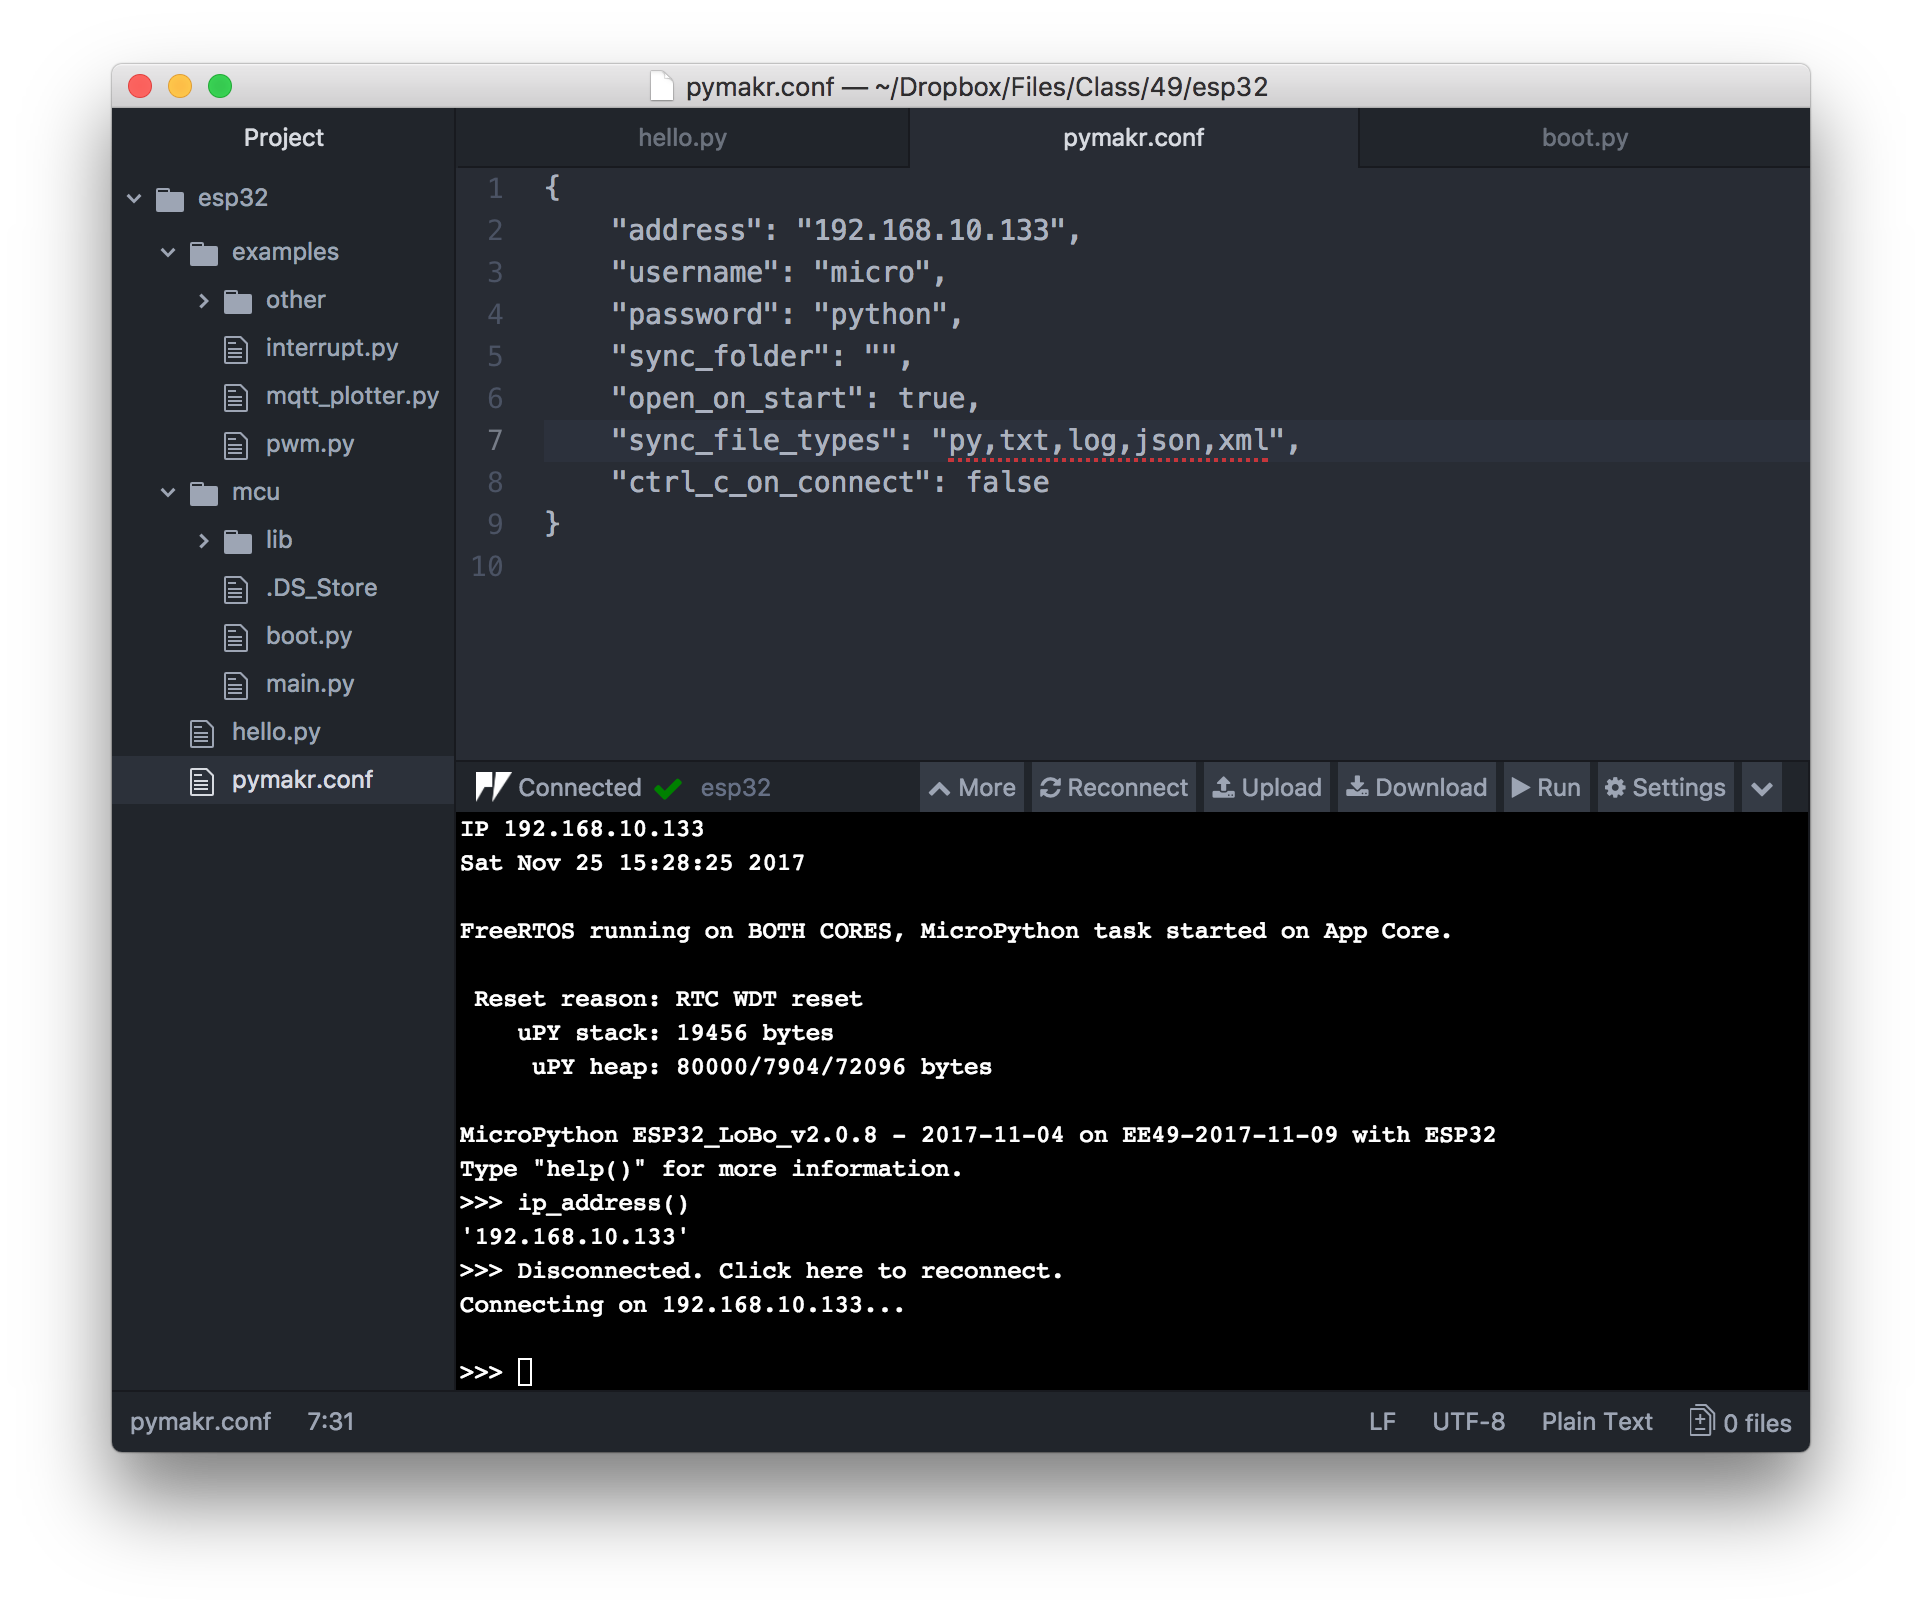 pymakr.conf — ~/Dropbox/Files/Class/49/esp32
Project
esp32
examples
other
interrupt.py
mqtt_plotter.py
pwm.py
mcu
lib
.DS_Store
boot.py
main.py
hello.py
pymakr.conf
hello.py pymakr.conf boot.py
1 {
2 "address": "192.168.10.133",
3 "username": "micro",
4 "password": "python",
5 "sync_folder": "",
6 "open_on_start": true,
7 "sync_file_types": "py,txt,log,json,xml",
8 "ctrl_c_on_connect": false
9 }
10
Connected esp32 More Reconnect Upload Download Run Settings
IP 192.168.10.133
Sat Nov 25 15:28:25 2017
FreeRTOS running on BOTH CORES, MicroPython task started on App Core.
Reset reason: RTC WDT reset
uPY stack: 19456 bytes
uPY heap: 80000/7904/72096 bytes
MicroPython ESP32_LoBo_v2.0.8 - 2017-11-04 on EE49-2017-11-09 with ESP32
Type "help()" for more information.
>>> ip_address()
'192.168.10.133'
>>> Disconnected. Click here to reconnect.
Connecting on 192.168.10.133...
>>>
pymakr.conf 7:31 LF UTF-8 Plain Text 0 files